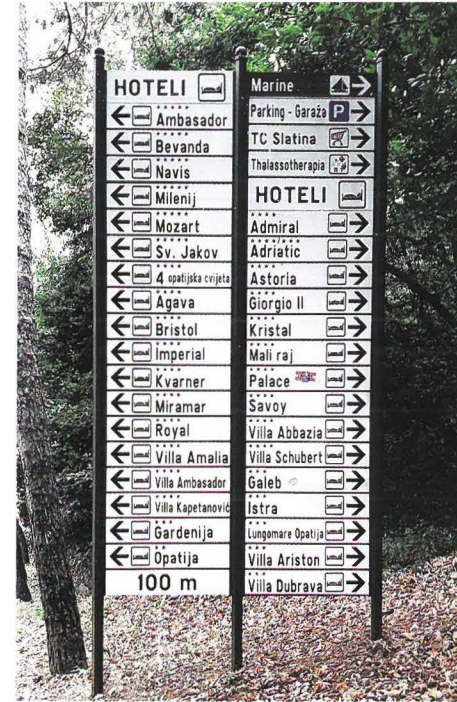 HOTELI
Ambasador
Bevanda
Navis
Milenij
Mozart
Sv. Jakov
4 opatijska cvijeta
Agava
Bristol
Imperial
Kvarner
Miramar
Royal
Villa Amalia
Villa Ambasador
Villa Kapetanović
Gardenija
Opatija
100 m
Marine
Parking - Garaža P
TC Slatina
Thalassotherapia
HOTELI
Admiral
Adriatic
Astoria
Giorgio II
Kristal
Mali raj
Palace
Savoy
Villa Abbazia
Villa Schubert
Galeb
Istra
Lungomare Opatija
Villa Ariston
Villa Dubrava